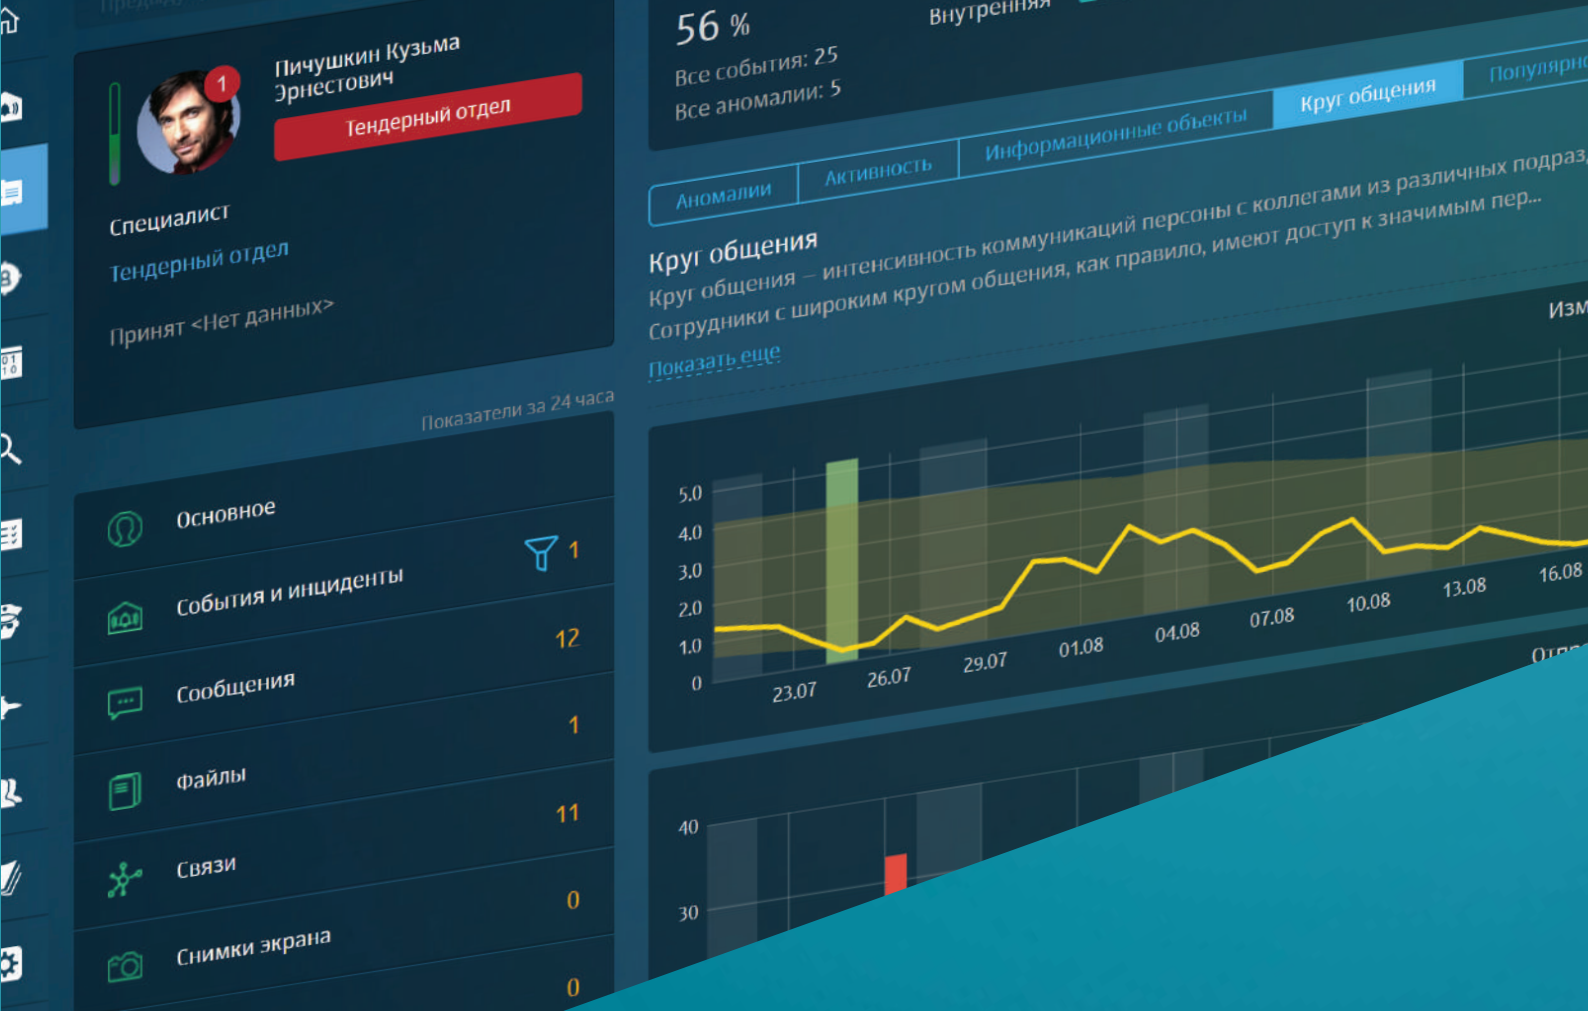 1
Пичушкин Кузьма
Эрнестович
Тендерный отдел
Специалист
Тендерный отдел
Принят <Нет данных>
Показатели за 24 часа
Основное
События и инциденты
1
12
Сообщения
1
Файлы
11
Связи
0
Снимки экрана
0
56 %
Внутренняя
Все события: 25
Все аномалии: 5
Аномалии
Активность
Информационные объекты
Круг общения
Круг общения
Круг общения – интенсивность коммуникаций персоны с коллегами из различных
Сотрудники с широким кругом общения, как правило, имеют доступ к значимым пер...
Показать еще
5.0
4.0
3.0
2.0
1.0
0
23.07
26.07
29.07
01.08
04.08
07.08
10.08
13.08
16.08
40
30